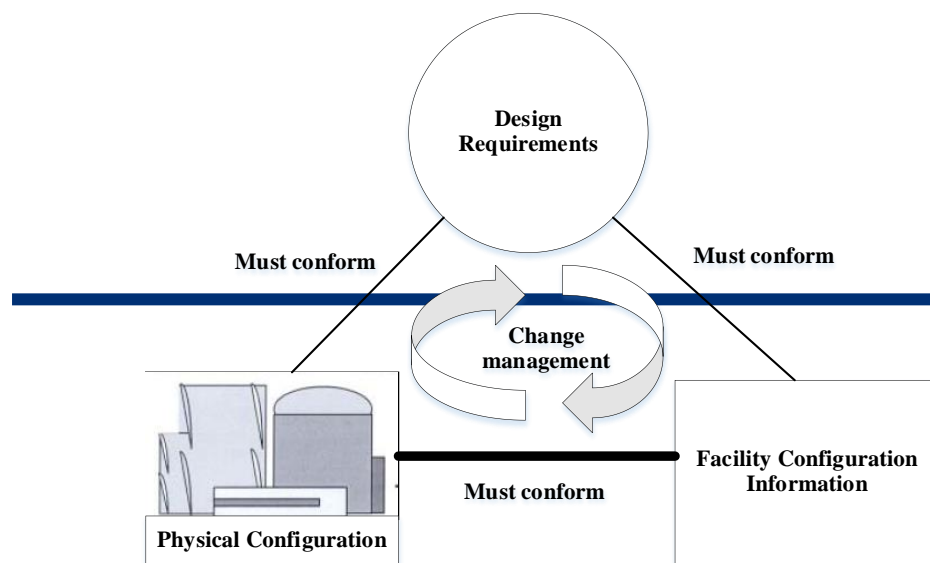 Design
Requirements
Must conform
Must conform
Change
management
Facility Configuration
Information
Must conform
Physical Configuration